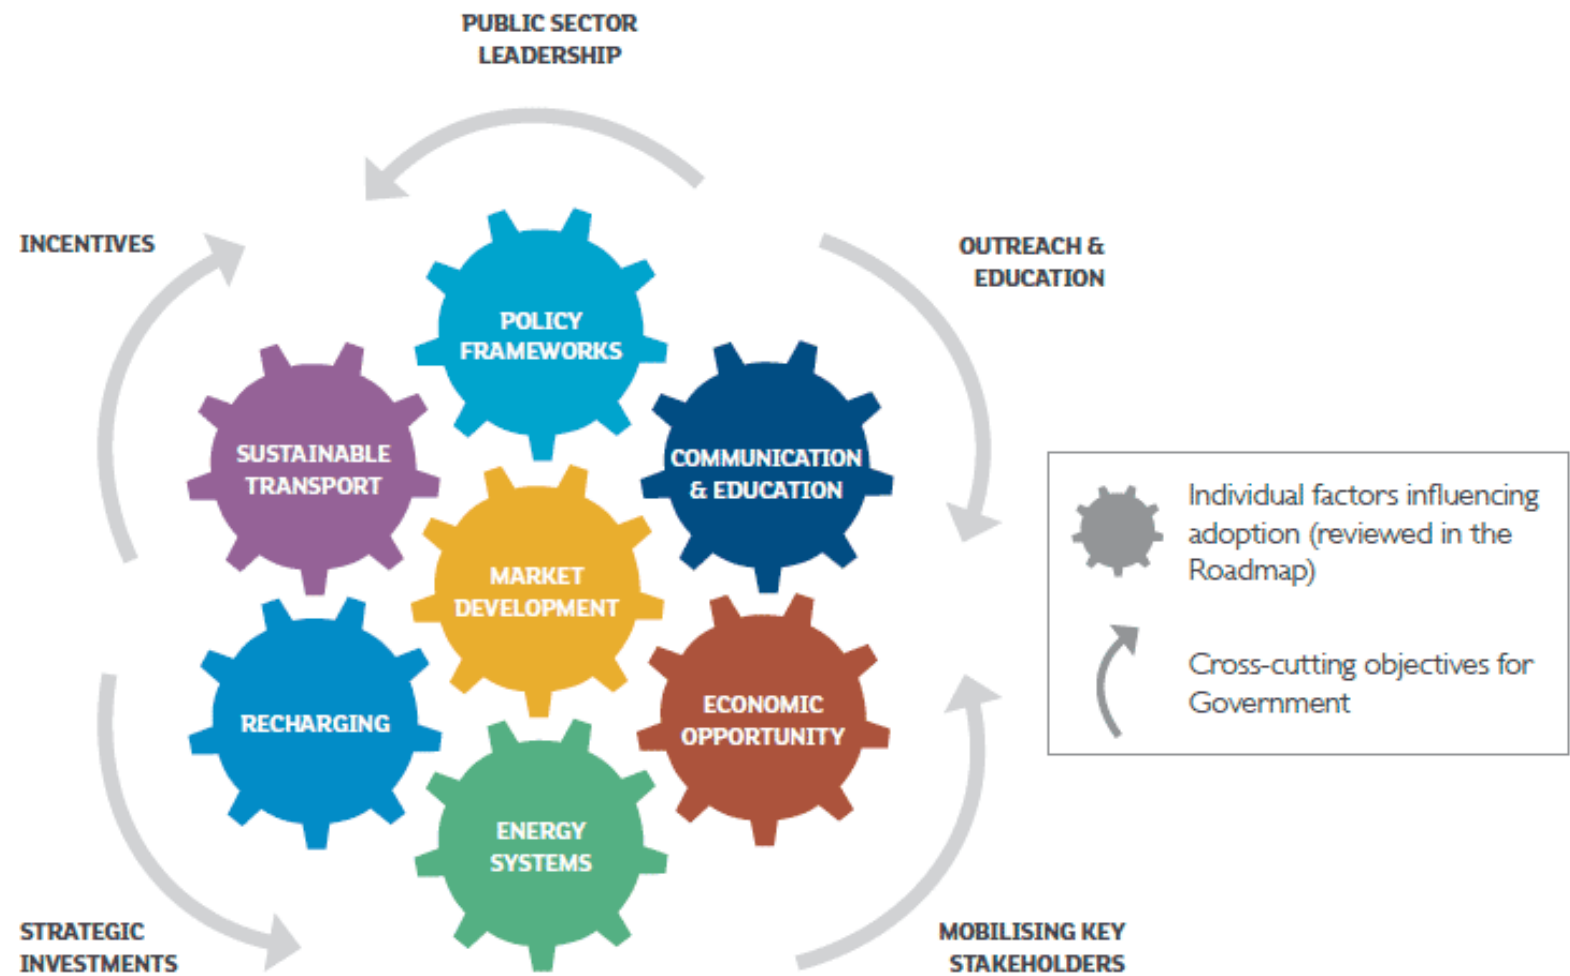 PUBLIC SECTOR
LEADERSHIP
INCENTIVES
OUTREACH &
EDUCATION
POLICY
FRAMEWORKS
SUSTAINABLE
TRANSPORT
COMMUNICATION
& EDUCATION
MARKET
DEVELOPMENT
RECHARGING
ECONOMIC
OPPORTUNITY
ENERGY
SYSTEMS
STRATEGIC
INVESTMENTS
MOBILISING KEY
STAKEHOLDERS
Individual factors influencing
adoption (reviewed in the
Roadmap)
Cross-cutting objectives for
Government